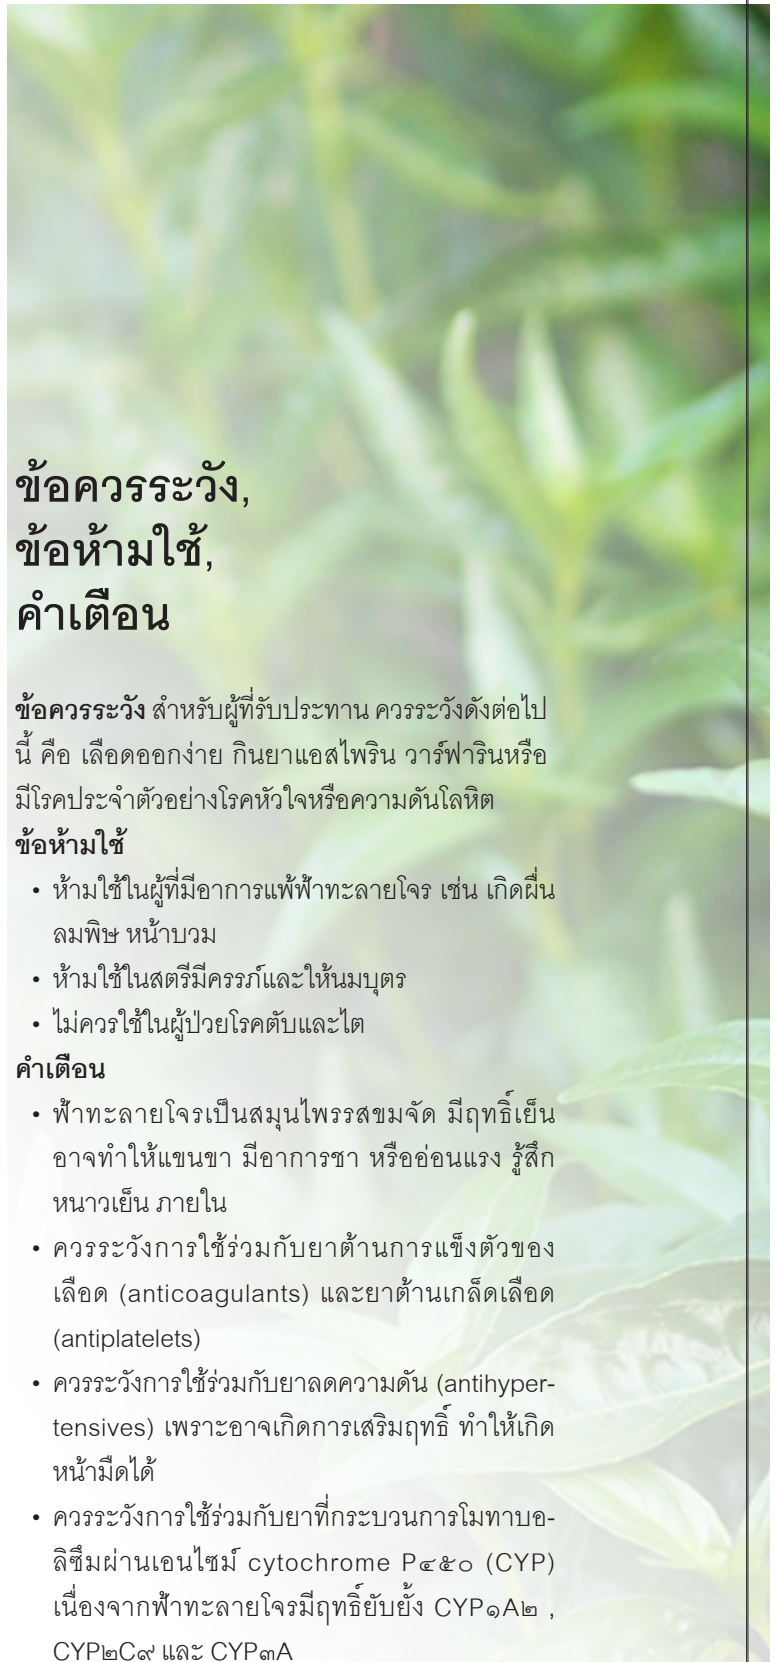 ข้อควรระวัง,
ข้อห้ามใช้,
คำเตือน
ข้อควรระวัง สำหรับผู้ที่รับประทาน ควรระวังดังต่อไป
นี้ คือ เลือดออกง่าย กินยาแอสไพริน วาร์ฟารินหรือ
มีโรคประจำตัวอย่างโรคหัวใจหรือความดันโลหิต
ข้อห้ามใช้
• ห้ามใช้ในผู้ที่มีอาการแพ้ฟ้าทะลายโจร เช่น เกิดผื่น
ลมพิษ หน้าบวม
• ห้ามใช้ในสตรีมีครรภ์และให้นมบุตร
• ไม่ควรใช้ในผู้ป่วยโรคตับและไต
คำเตือน
• ฟ้าทะลายโจรเป็นสมุนไพรรสขมจัด มีฤทธิ์เย็น
อาจทำให้แขนขา มีอาการชา หรืออ่อนแรง รู้สึก
หนาวเย็น ภายใน
• ควรระวังการใช้ร่วมกับยาต้านการแข็งตัวของ
เลือด (anticoagulants) และยาต้านเกล็ดเลือด
(antiplatelets)
• ควรระวังการใช้ร่วมกับยาลดความดัน (antihyper-
tensives) เพราะอาจเกิดการเสริมฤทธิ์ ทำให้เกิด
หน้ามืดได้
• ควรระวังการใช้ร่วมกับยาที่กระบวนการโมทาบอ-
ลิซึมผ่านเอนไซม์ cytochrome P๔๕๐ (CYP)
เนื่องจากฟ้าทะลายโจรมีฤทธิ์ยับยั้ง CYP๑A๒ ,
CYP๒C๙ และ CYP๓A